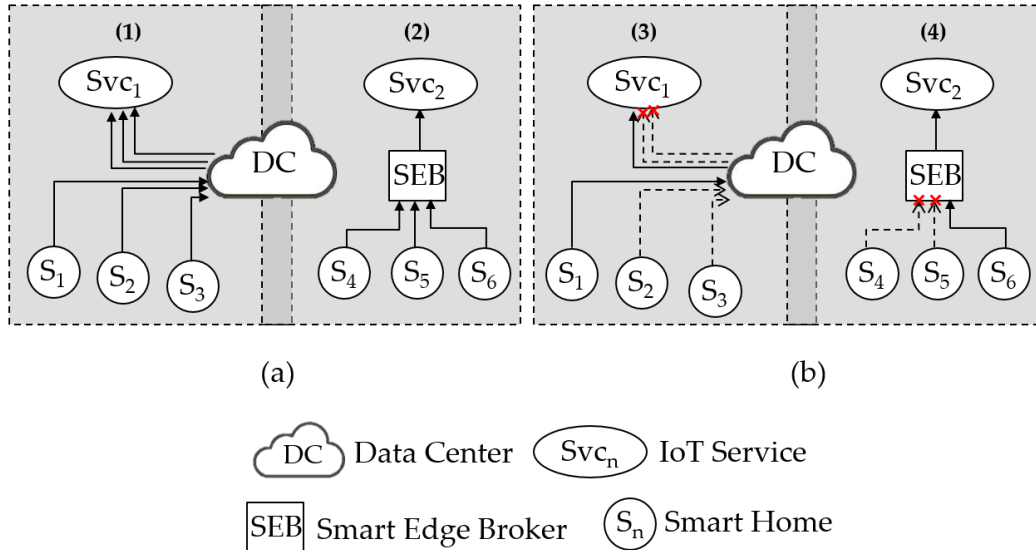 (1) (2) (3) (4)
Svc₁ Svc₂ Svc₁ Svc₂
DC SEB DC SEB
S₁ S₂ S₃ S₄ S₅ S₆ S₁ S₂ S₃ S₄ S₅ S₆
(a) (b)
DC Data Center Svcₙ IoT Service
SEB Smart Edge Broker Sₙ Smart Home